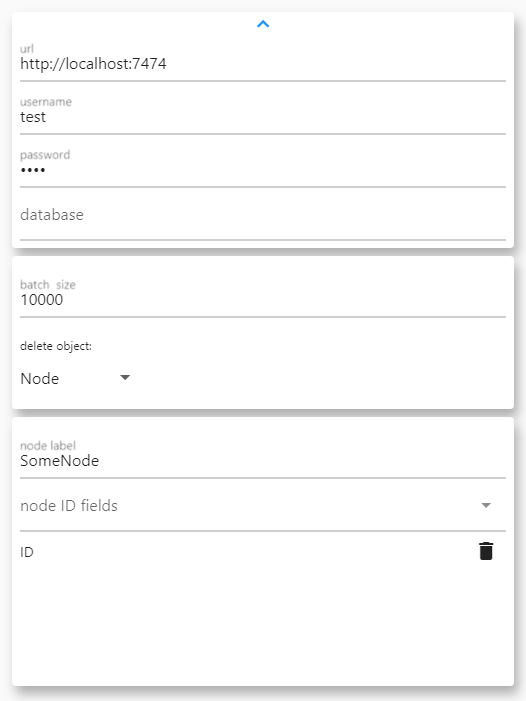 url
http://localhost:7474
username
test
password
••••
database
batch size
10000
delete object:
Node
node label
SomeNode
node ID fields
ID